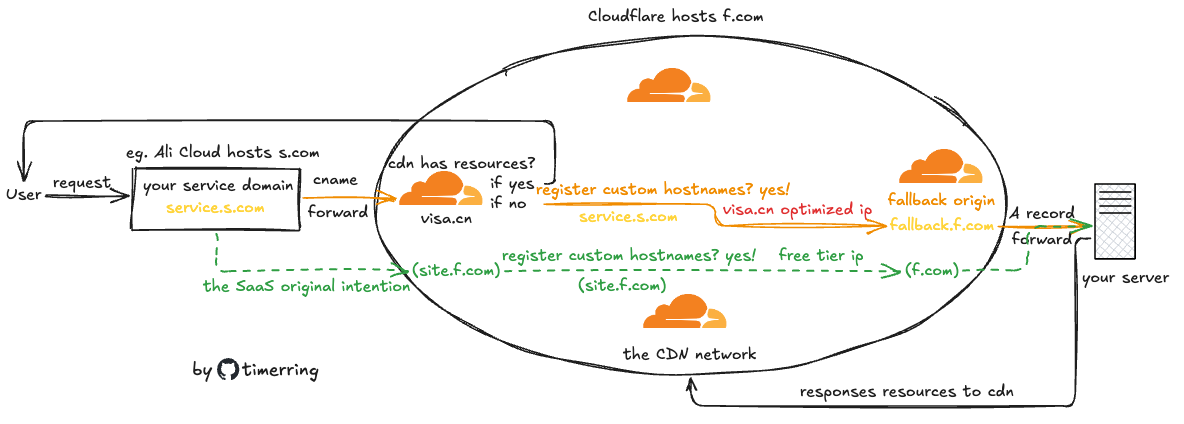 Cloudflare hosts f.com
eg. Ali Cloud hosts s.com
User
request
your service domain
service.s.com
cname
forward
cdn has resources?
if yes
if no
visa.cn
register custom hostnames? yes!
service.s.com
visa.cn optimized ip
fallback origin
fallback.f.com
A record
forward
your server
the SaaS original intention
(site.f.com)
register custom hostnames? yes!
free tier ip
(site.f.com)
(f.com)
the CDN network
by timerring
responses resources to cdn